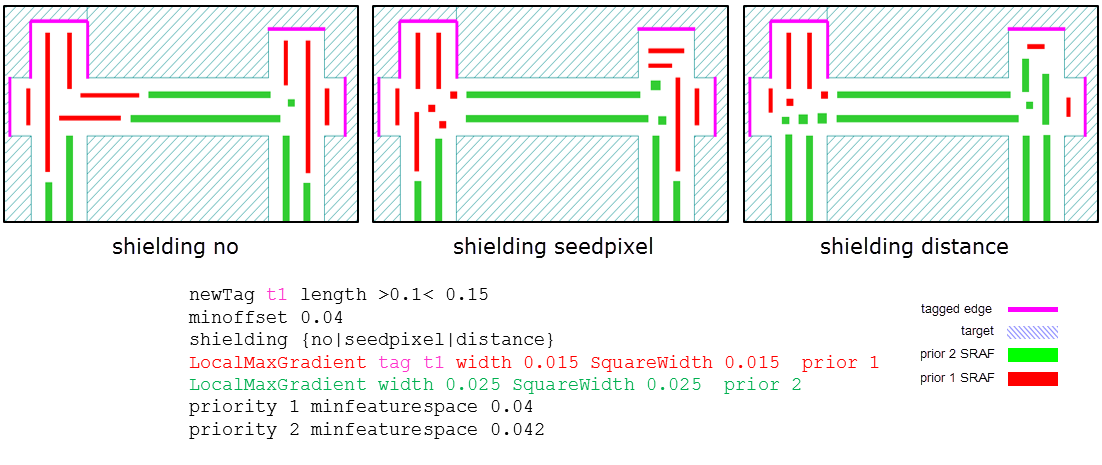 shielding no
shielding seedpixel
shielding distance
newTag t1 length >0.1< 0.15
minoffset 0.04
shielding {no|seedpixel|distance}
LocalMaxGradient tag t1 width 0.015 SquareWidth 0.015 prior 1
LocalMaxGradient width 0.025 SquareWidth 0.025 prior 2
priority 1 minfeaturespace 0.04
priority 2 minfeaturespace 0.042
tagged edge
target
prior 2 SRAF
prior 1 SRAF